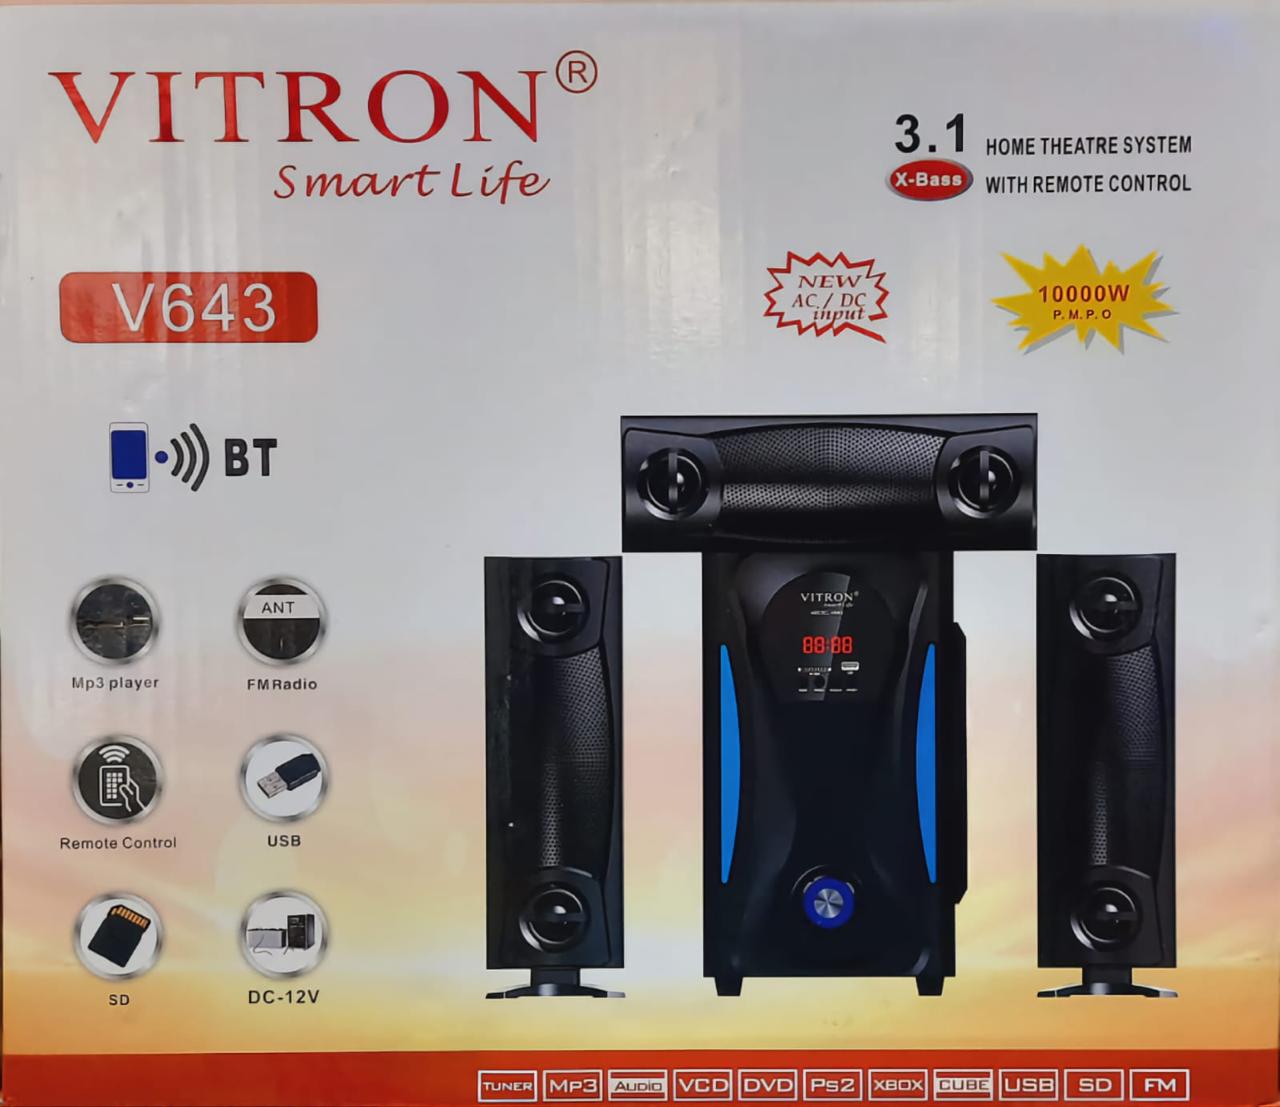 VITRON®
Smart Life
3.1 HOME THEATRE SYSTEM
X-Bass WITH REMOTE CONTROL
V643
NEW
AC / DC
input
10000W
P.M.P.O
BT
ANT
Mp3 player
FM Radio
Remote Control
USB
SD
DC-12V
VITRON®
Smart Life
88:88
TUNER MP3 AUDIO VCD DVD Ps2 XBOX CUBE USB SD FM